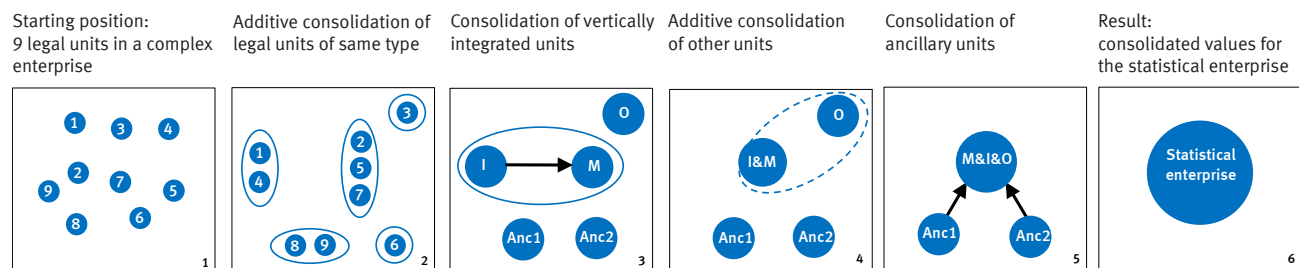 Starting position:
9 legal units in a complex
enterprise
Additive consolidation of
legal units of same type
Consolidation of vertically
integrated units
Additive consolidation
of other units
Consolidation of
ancillary units
Result:
consolidated values for
the statistical enterprise
1
3
4
2
7
9
5
8
6
1
3
1
4
2
5
7
8
9
6
2
O
I
M
Anc1
Anc2
3
O
I&M
Anc1
Anc2
4
M&I&O
Anc1
Anc2
5
Statistical
enterprise
6